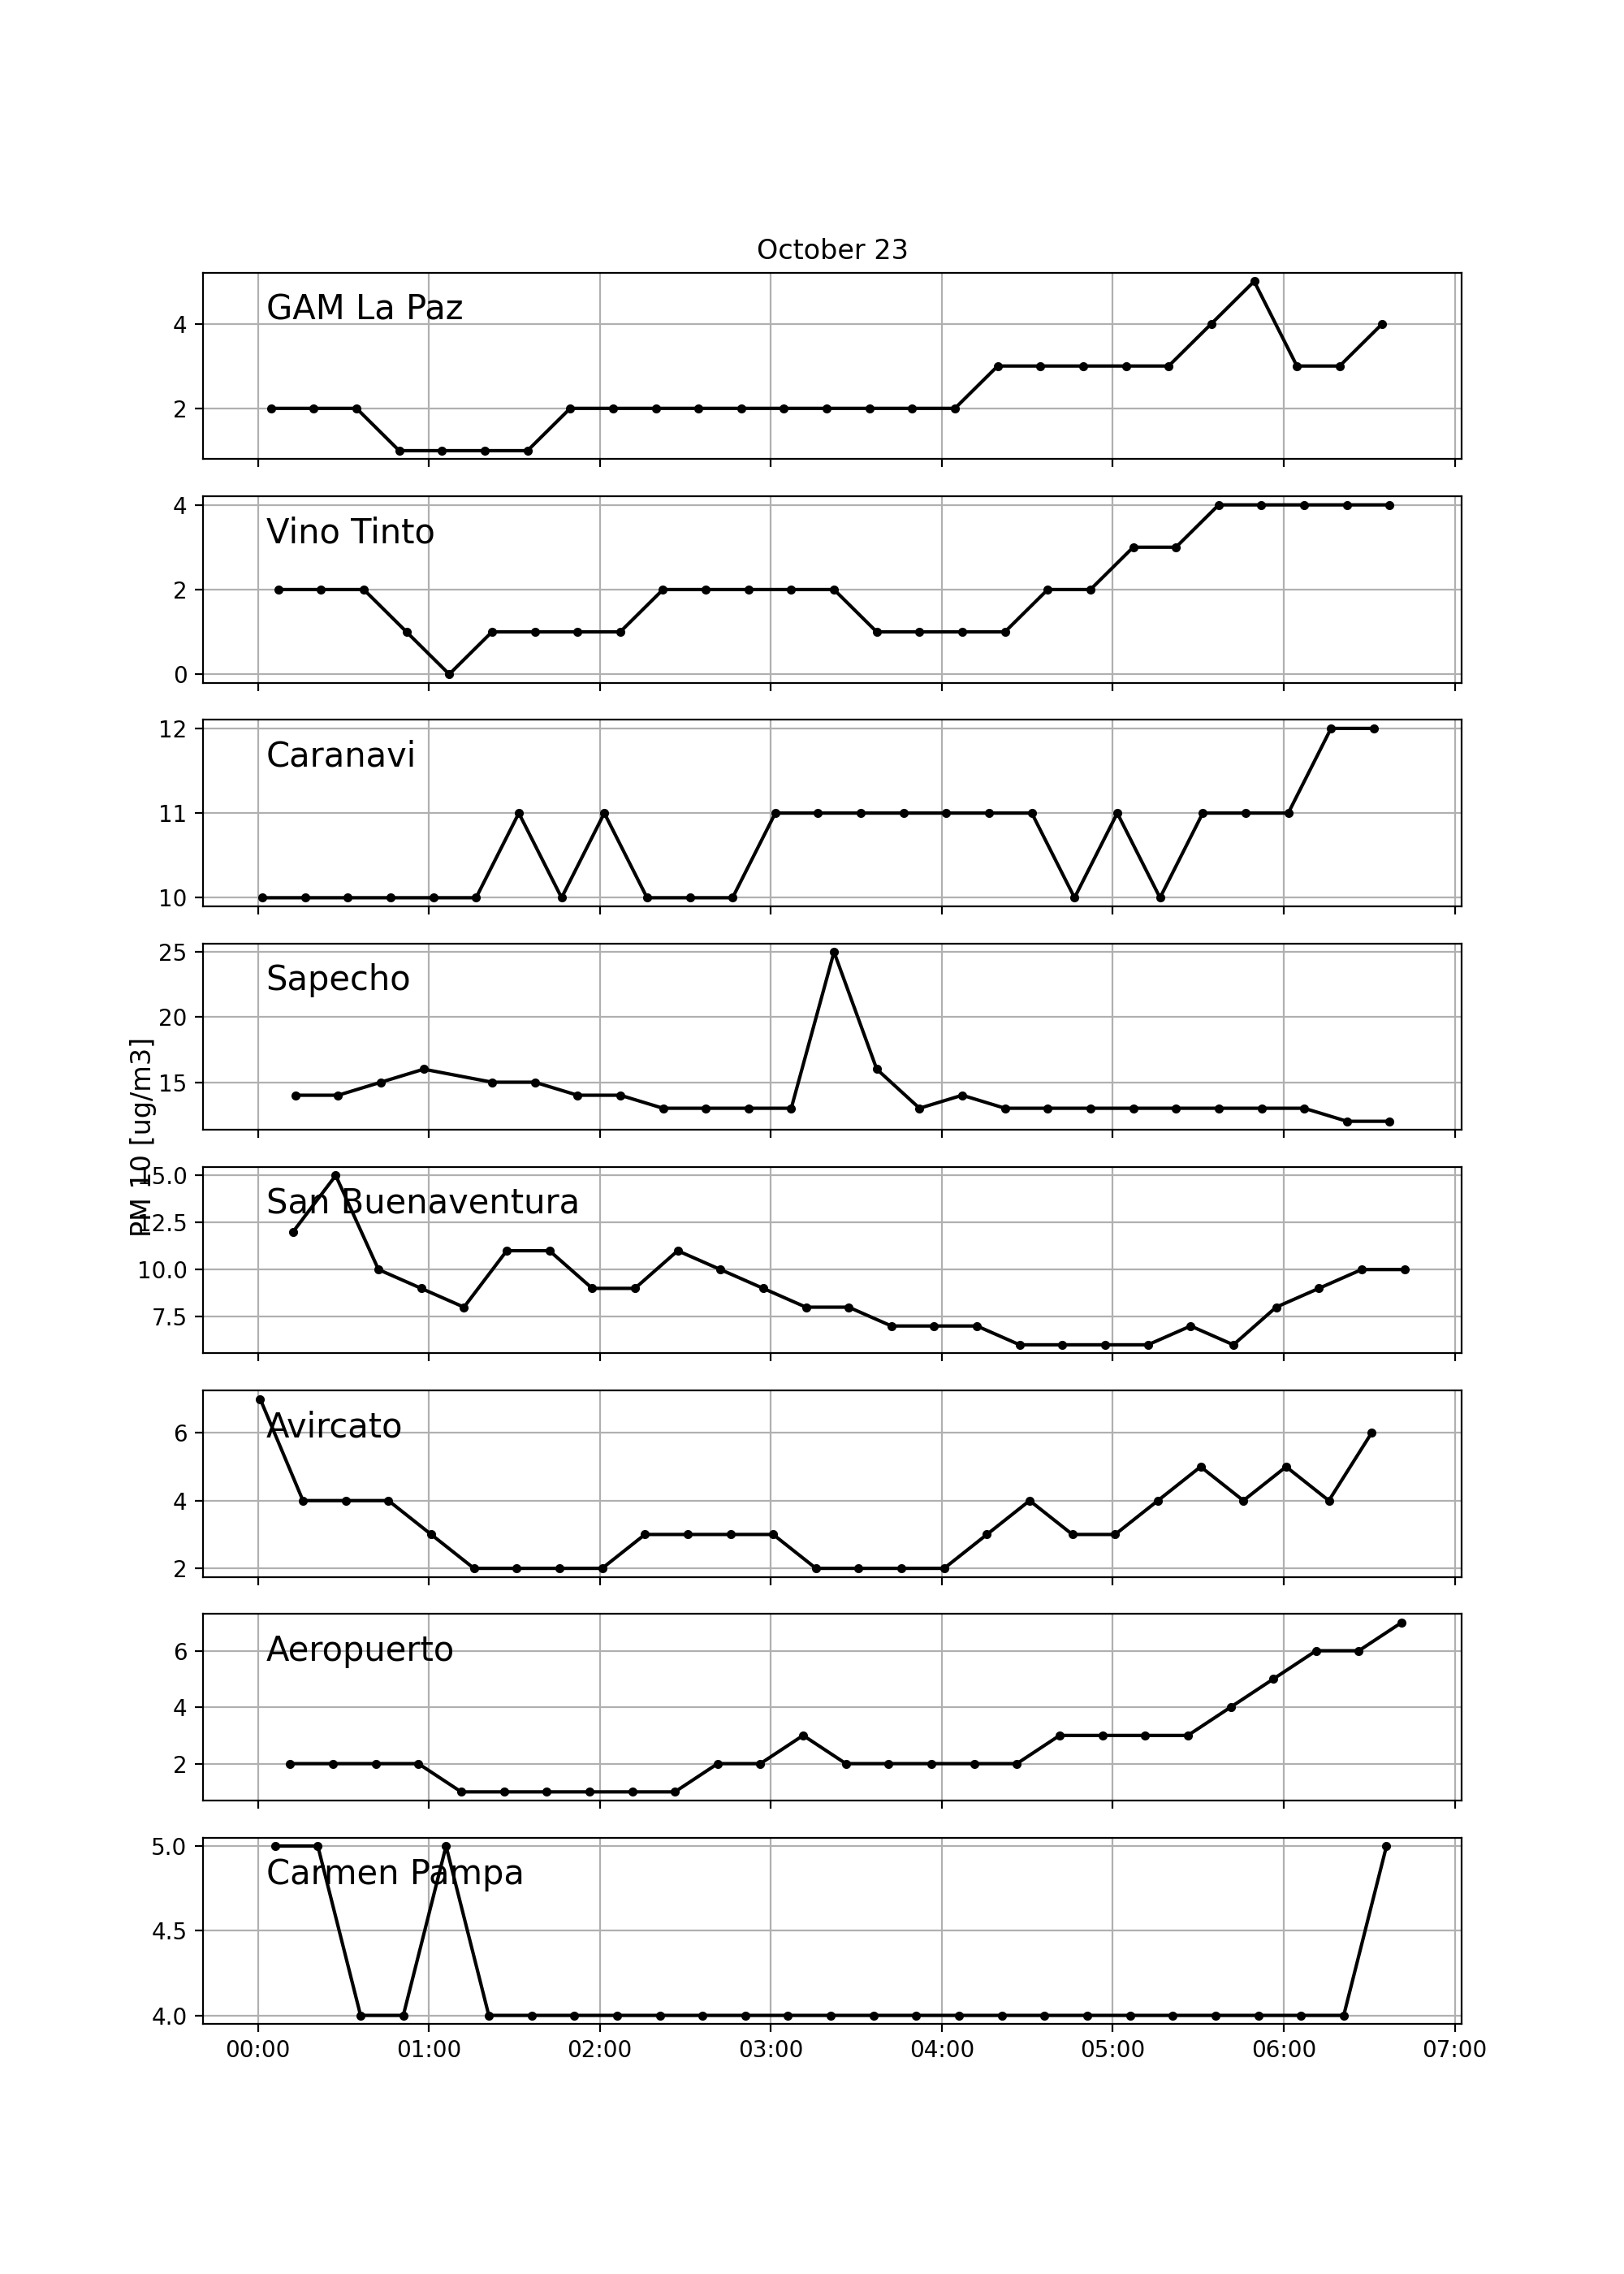 October 23
GAM La Paz
4
2
Vino Tinto
4
2
0
Caranavi
12
11
10
Sapecho
25
20
15
PM 10 [ug/m3]
San Buenaventura
15.0
12.5
10.0
7.5
Avircato
6
4
2
Aeropuerto
6
4
2
Carmen Pampa
5.0
4.5
4.0
00:00 01:00 02:00 03:00 04:00 05:00 06:00 07:00